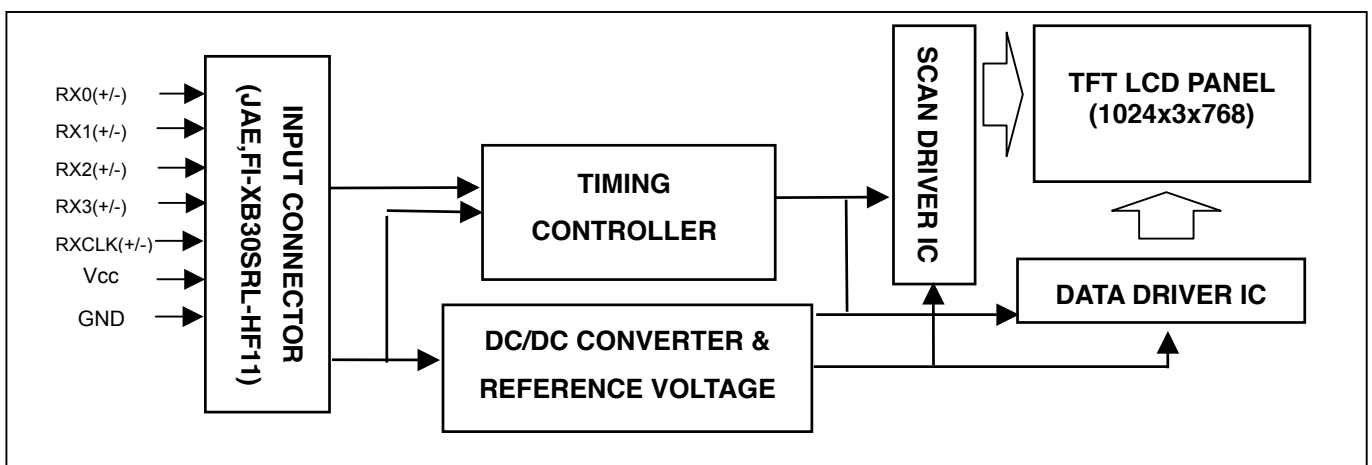 RX0(+/-)
RX1(+/-)
RX2(+/-)
RX3(+/-)
RXCLK(+/-)
Vcc
GND
INPUT CONNECTOR
(JAE,FI-XB30SRL-HF11)
TIMING
CONTROLLER
DC/DC CONVERTER &
REFERENCE VOLTAGE
SCAN DRIVER IC
TFT LCD PANEL
(1024x3x768)
DATA DRIVER IC